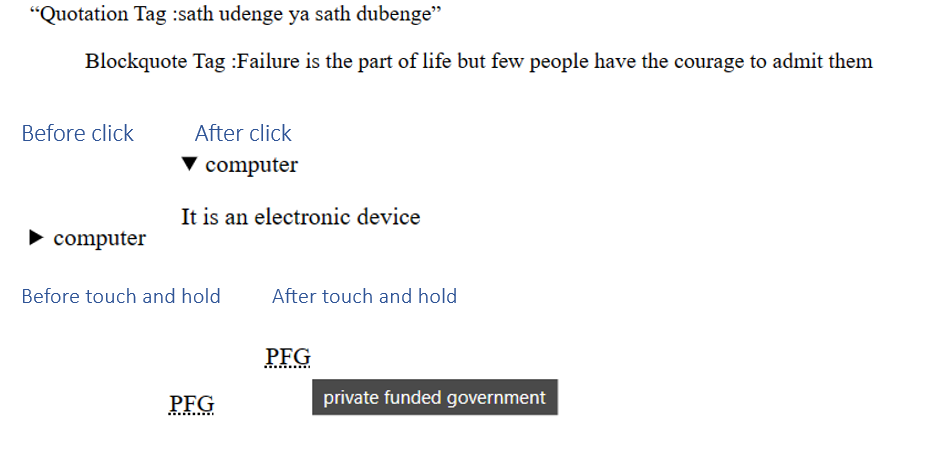 “Quotation Tag :sath udenge ya sath dubenge”
Blockquote Tag :Failure is the part of life but few people have the courage to admit them
Before click After click
▼ computer
It is an electronic device
▶ computer
Before touch and hold After touch and hold
PFG
private funded government
PFG